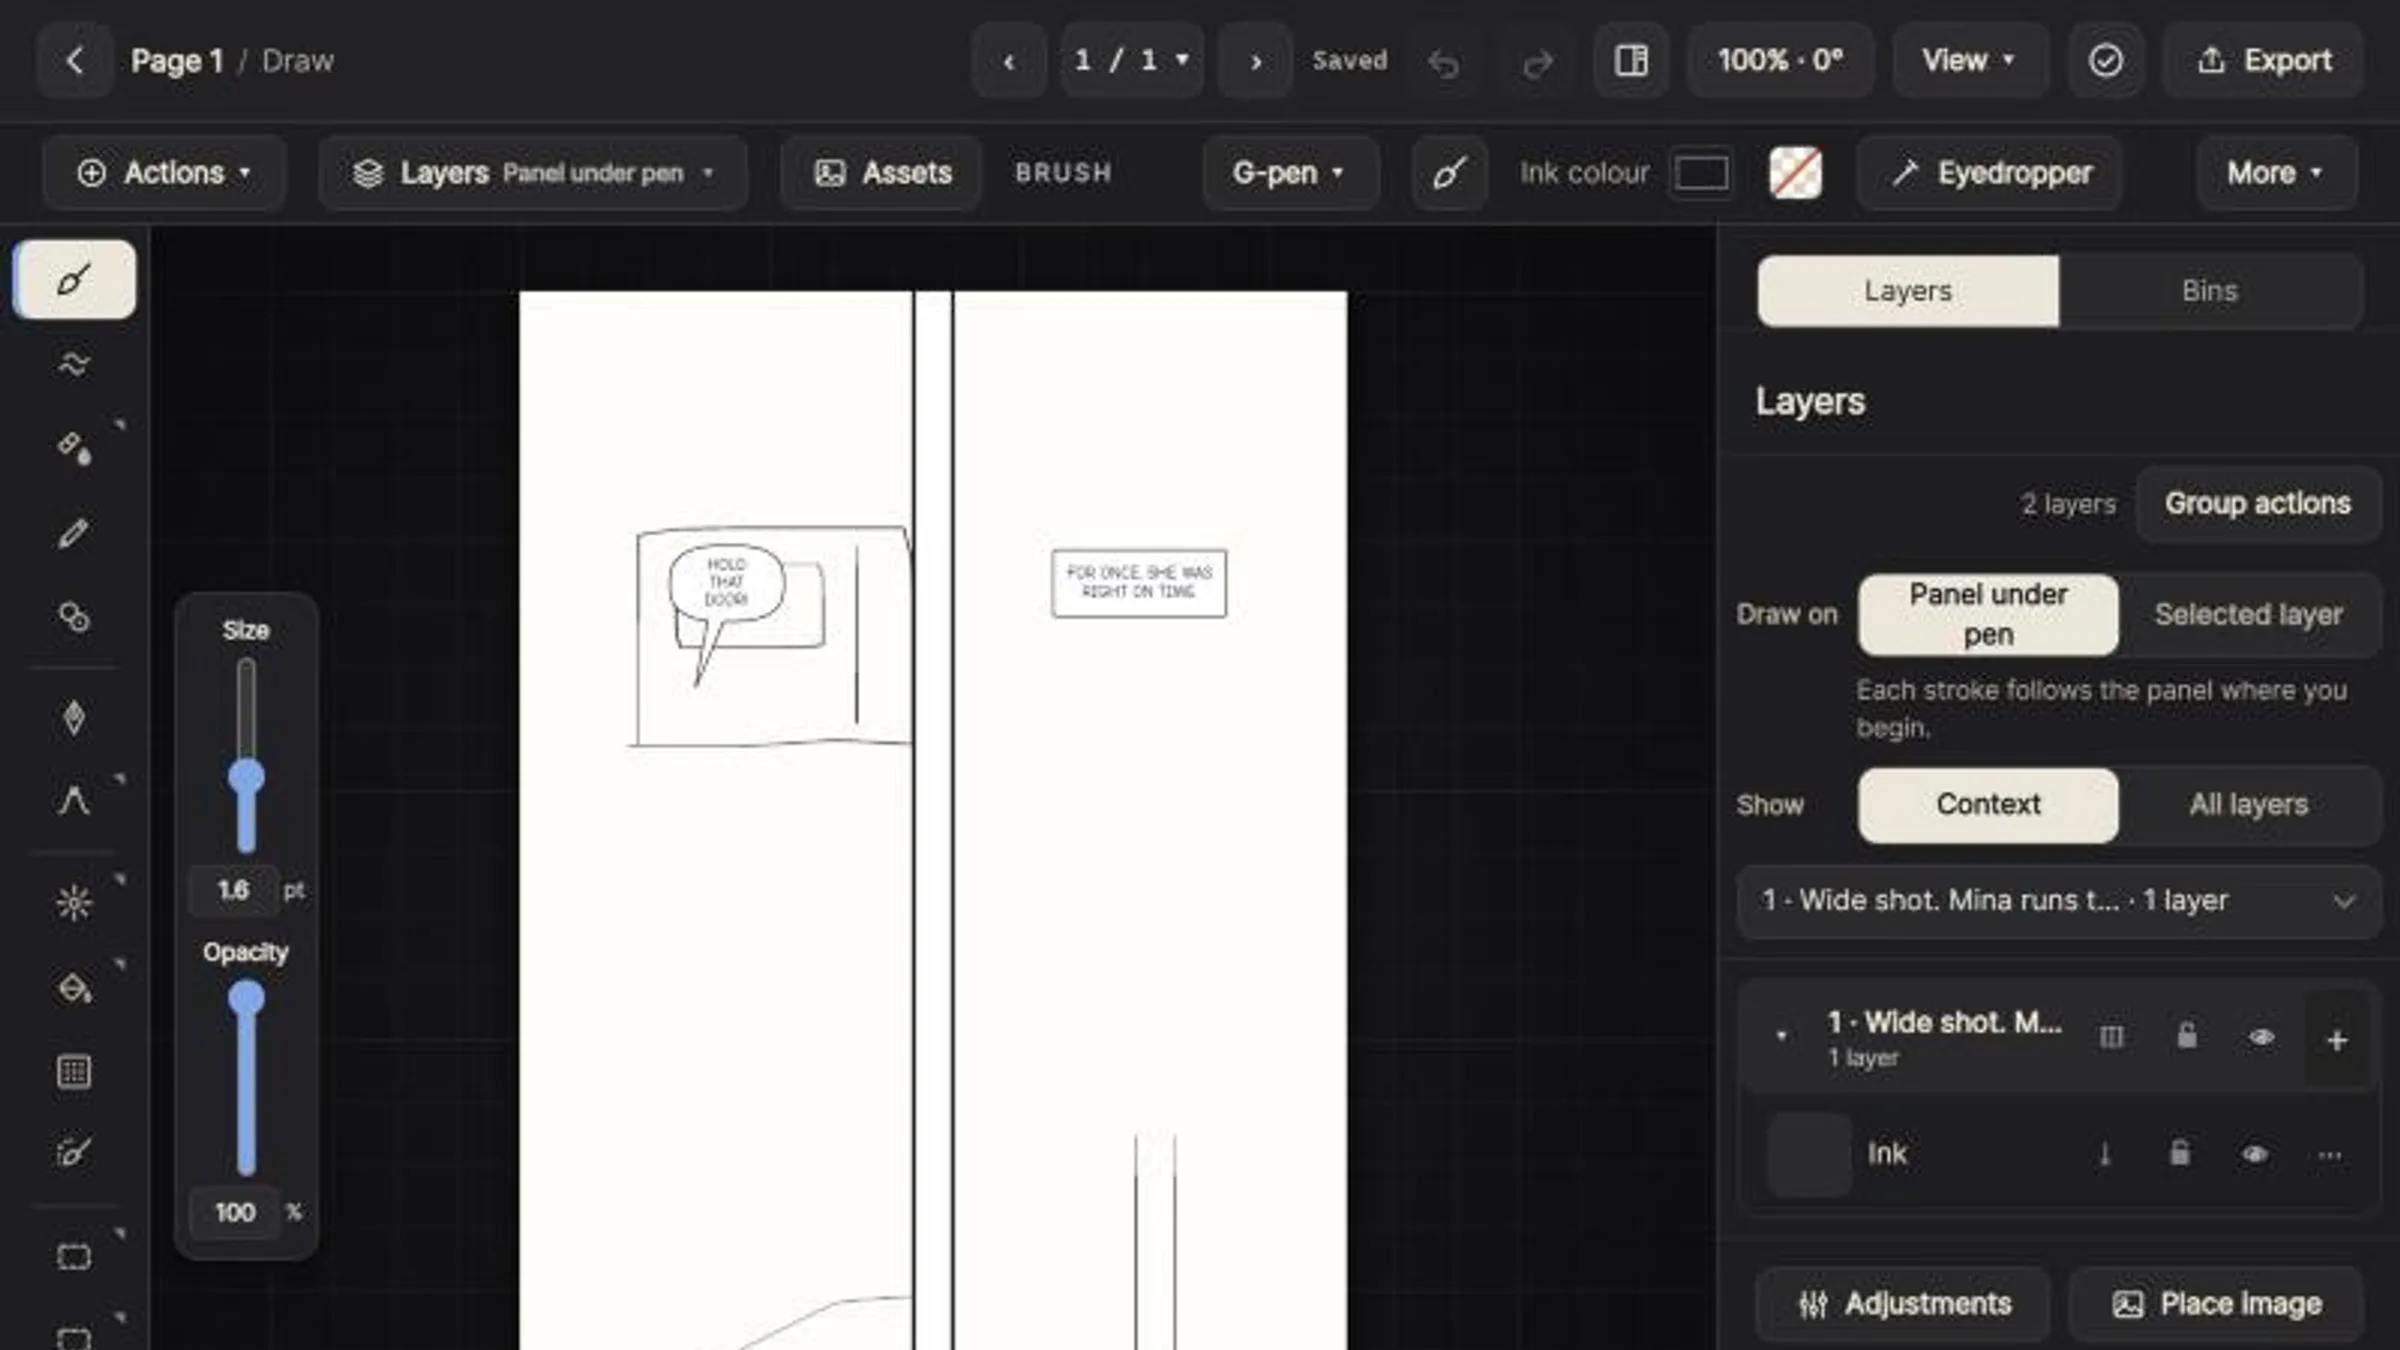 Page 1 / Draw
1 / 1
Saved
100% · 0°
View
Export
Actions
Layers Panel under pen
Assets
BRUSH
G-pen
Ink colour
Eyedropper
More
Size
1.6 pt
Opacity
100 %
HOLD
THAT
DOOR!
FOR ONCE, SHE WAS
RIGHT ON TIME.
Layers
Bins
Layers
2 layers
Group actions
Draw on
Panel under
pen
Selected layer
Each stroke follows the panel where you
begin.
Show
Context
All layers
1 · Wide shot. Mina runs t... · 1 layer
1 · Wide shot. M...
1 layer
Ink
Adjustments
Place image